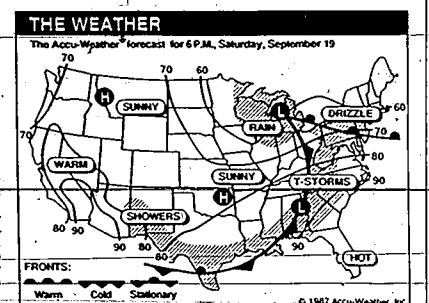 THE WEATHER
The Accu-Weather® forecast for 6 P.M., Saturday, September 19
70
70 60
H
SUNNY
L
DRIZZLE
60
RAIN
70
70
80
WARM
SUNNY
T-STORMS
90
H
SHOWERS
L
80 90
90 80
90
HOT
FRONTS:
Warm Cold Stationary
© 1987 Accu-Weather, Inc.